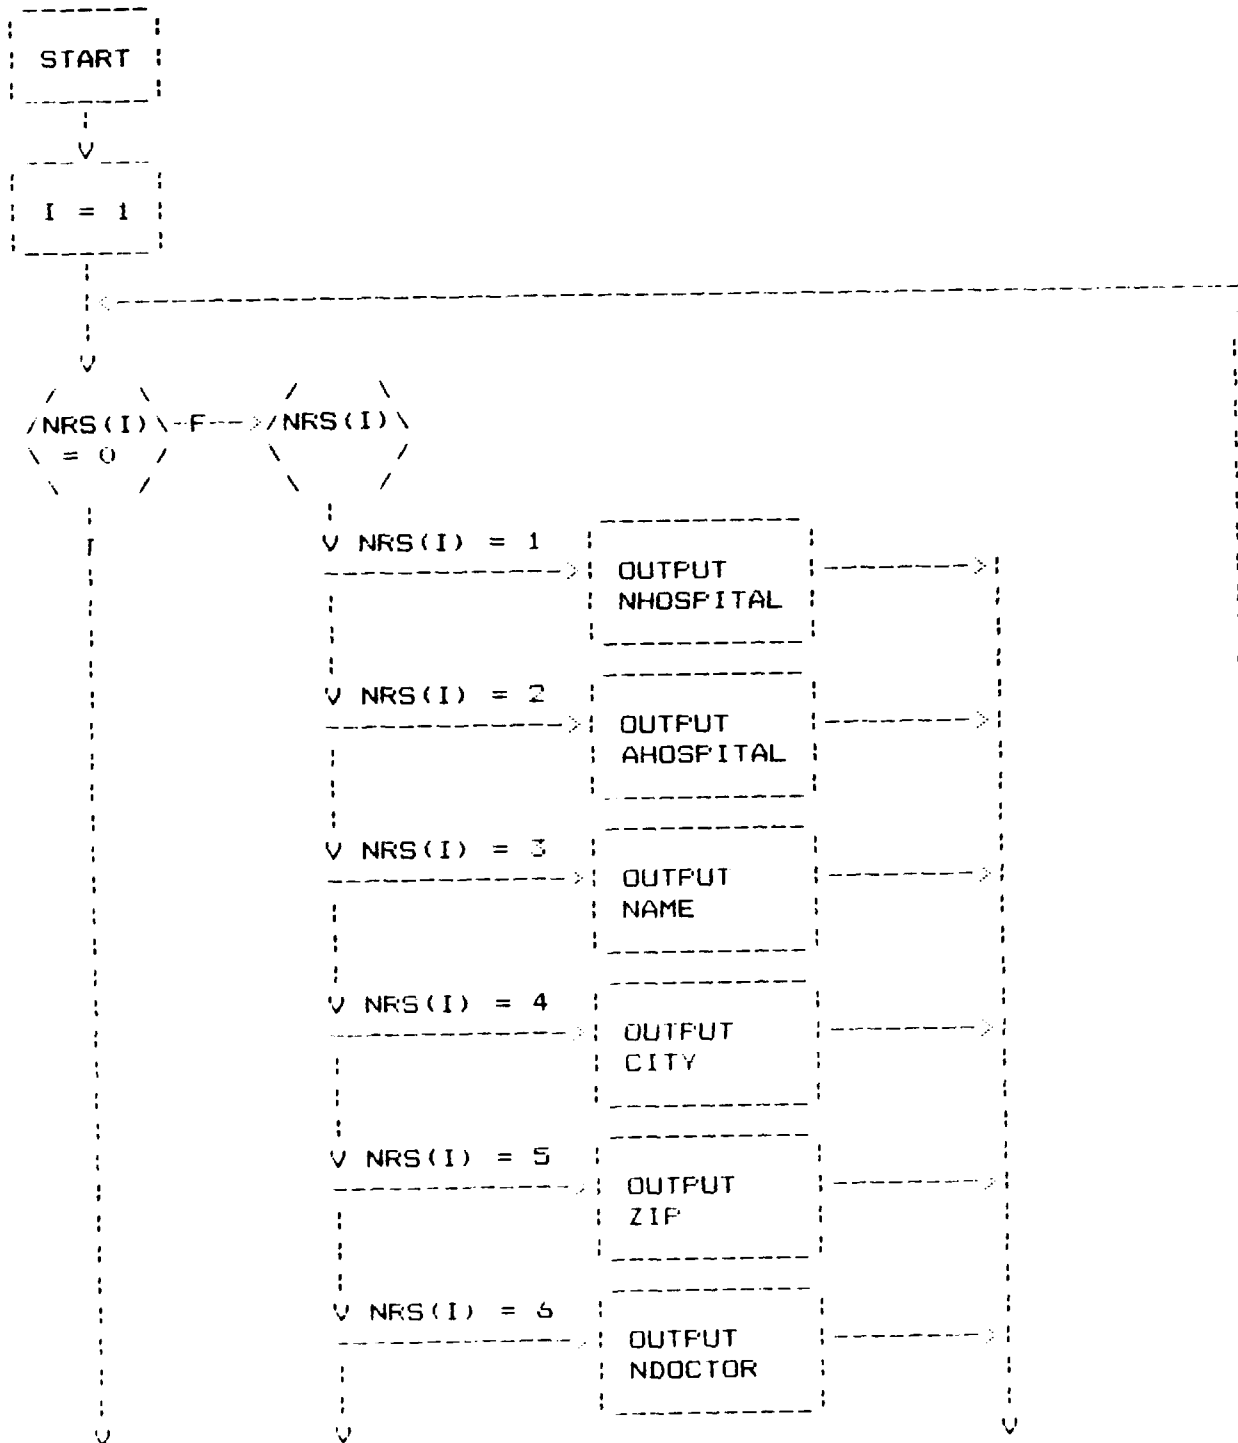 START
I = 1
NRS(I) = 0
F
NRS(I)
T
NRS(I) = 1
OUTPUT
NHOSPITAL
NRS(I) = 2
OUTPUT
AHOSPITAL
NRS(I) = 3
OUTPUT
NAME
NRS(I) = 4
OUTPUT
CITY
NRS(I) = 5
OUTPUT
ZIP
NRS(I) = 6
OUTPUT
NDOCTOR